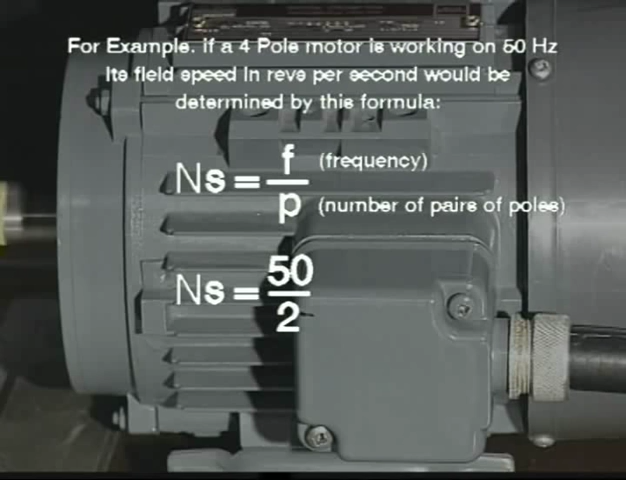 For Example. if a 4 Pole motor is working on 50 Hz
Its field speed in revs per second would be
determined by this formula:
Ns = f (frequency)
p (number of pairs of poles)
Ns = 50
2